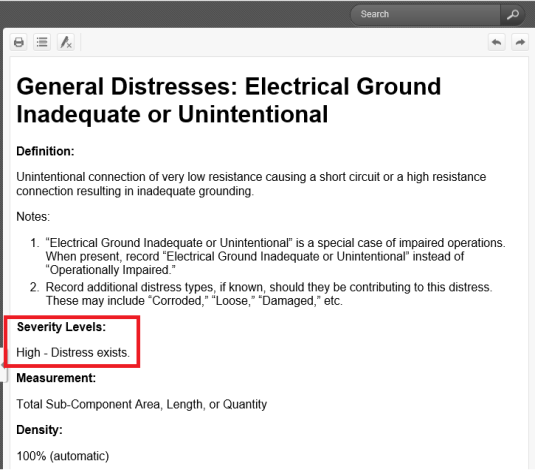 Search
General Distresses: Electrical Ground
Inadequate or Unintentional
Definition:
Unintentional connection of very low resistance causing a short circuit or a high resistance
connection resulting in inadequate grounding.
Notes:
1. “Electrical Ground Inadequate or Unintentional” is a special case of impaired operations.
When present, record “Electrical Ground Inadequate or Unintentional” instead of
“Operationally Impaired.”
2. Record additional distress types, if known, should they be contributing to this distress.
These may include “Corroded,” “Loose,” “Damaged,” etc.
Severity Levels:
High - Distress exists.
Measurement:
Total Sub-Component Area, Length, or Quantity
Density:
100% (automatic)